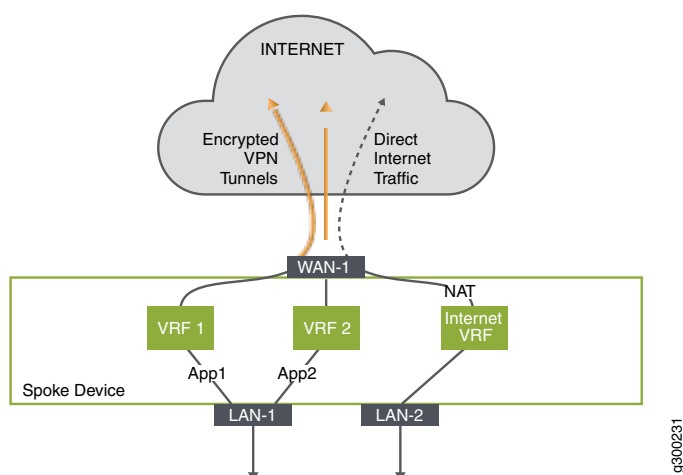 INTERNET
Encrypted
VPN
Tunnels
Direct
Internet
Traffic
WAN-1
NAT
VRF 1
VRF 2
Internet
VRF
App1
App2
Spoke Device
LAN-1
LAN-2
g300231